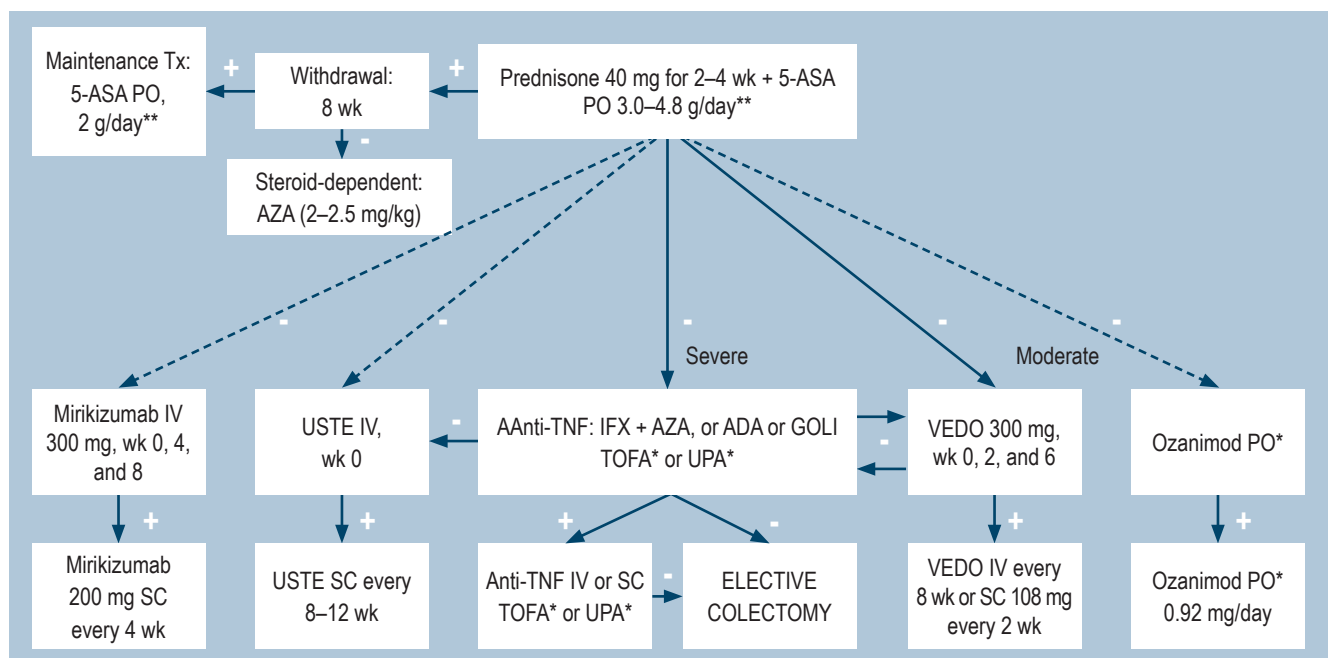 Maintenance Tx:
5-ASA PO,
2 g/day**
+
Withdrawal:
8 wk
+
Prednisone 40 mg for 2–4 wk + 5-ASA
PO 3.0–4.8 g/day**
-
Steroid-dependent:
AZA (2–2.5 mg/kg)
-
-
-
-
-
-
Severe
Moderate
Mirikizumab IV
300 mg, wk 0, 4,
and 8
USTE IV,
wk 0
-
AAnti-TNF: IFX + AZA, or ADA or GOLI
TOFA* or UPA*
-
-
VEDO 300 mg,
wk 0, 2, and 6
Ozanimod PO*
+
+
+
-
+
+
Mirikizumab
200 mg SC
every 4 wk
USTE SC every
8–12 wk
Anti-TNF IV or SC
TOFA* or UPA*
-
ELECTIVE
COLECTOMY
VEDO IV every
8 wk or SC 108 mg
every 2 wk
Ozanimod PO*
0.92 mg/day